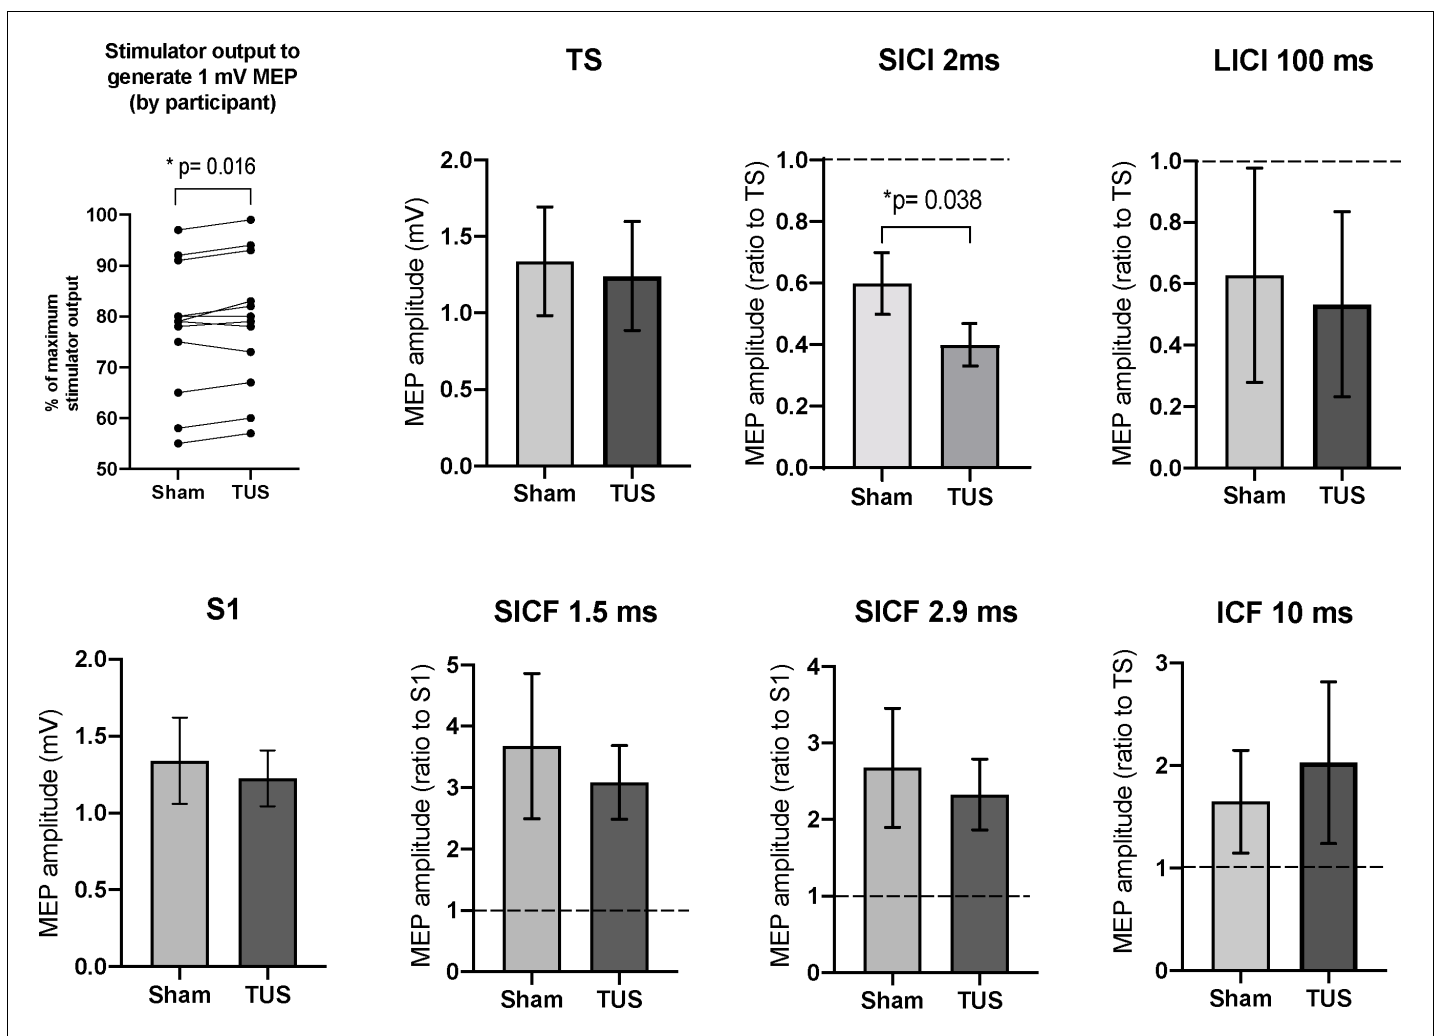 Stimulator output to
generate 1 mV MEP
(by participant)
* p= 0.016
% of maximum
stimulator output
100
90
80
70
60
50
Sham TUS
TS
MEP amplitude (mV)
2.0
1.5
1.0
0.5
0.0
Sham TUS
SICI 2ms
MEP amplitude (ratio to TS)
1.0
0.8
0.6
0.4
0.2
0.0
*p= 0.038
Sham TUS
LICI 100 ms
MEP amplitude (ratio to TS)
1.0
0.8
0.6
0.4
0.2
0.0
Sham TUS
S1
MEP amplitude (mV)
2.0
1.5
1.0
0.5
0.0
Sham TUS
SICF 1.5 ms
MEP amplitude (ratio to S1)
5
4
3
2
1
0
Sham TUS
SICF 2.9 ms
MEP amplitude (ratio to S1)
4
3
2
1
0
Sham TUS
ICF 10 ms
MEP amplitude (ratio to TS)
3
2
1
0
Sham TUS